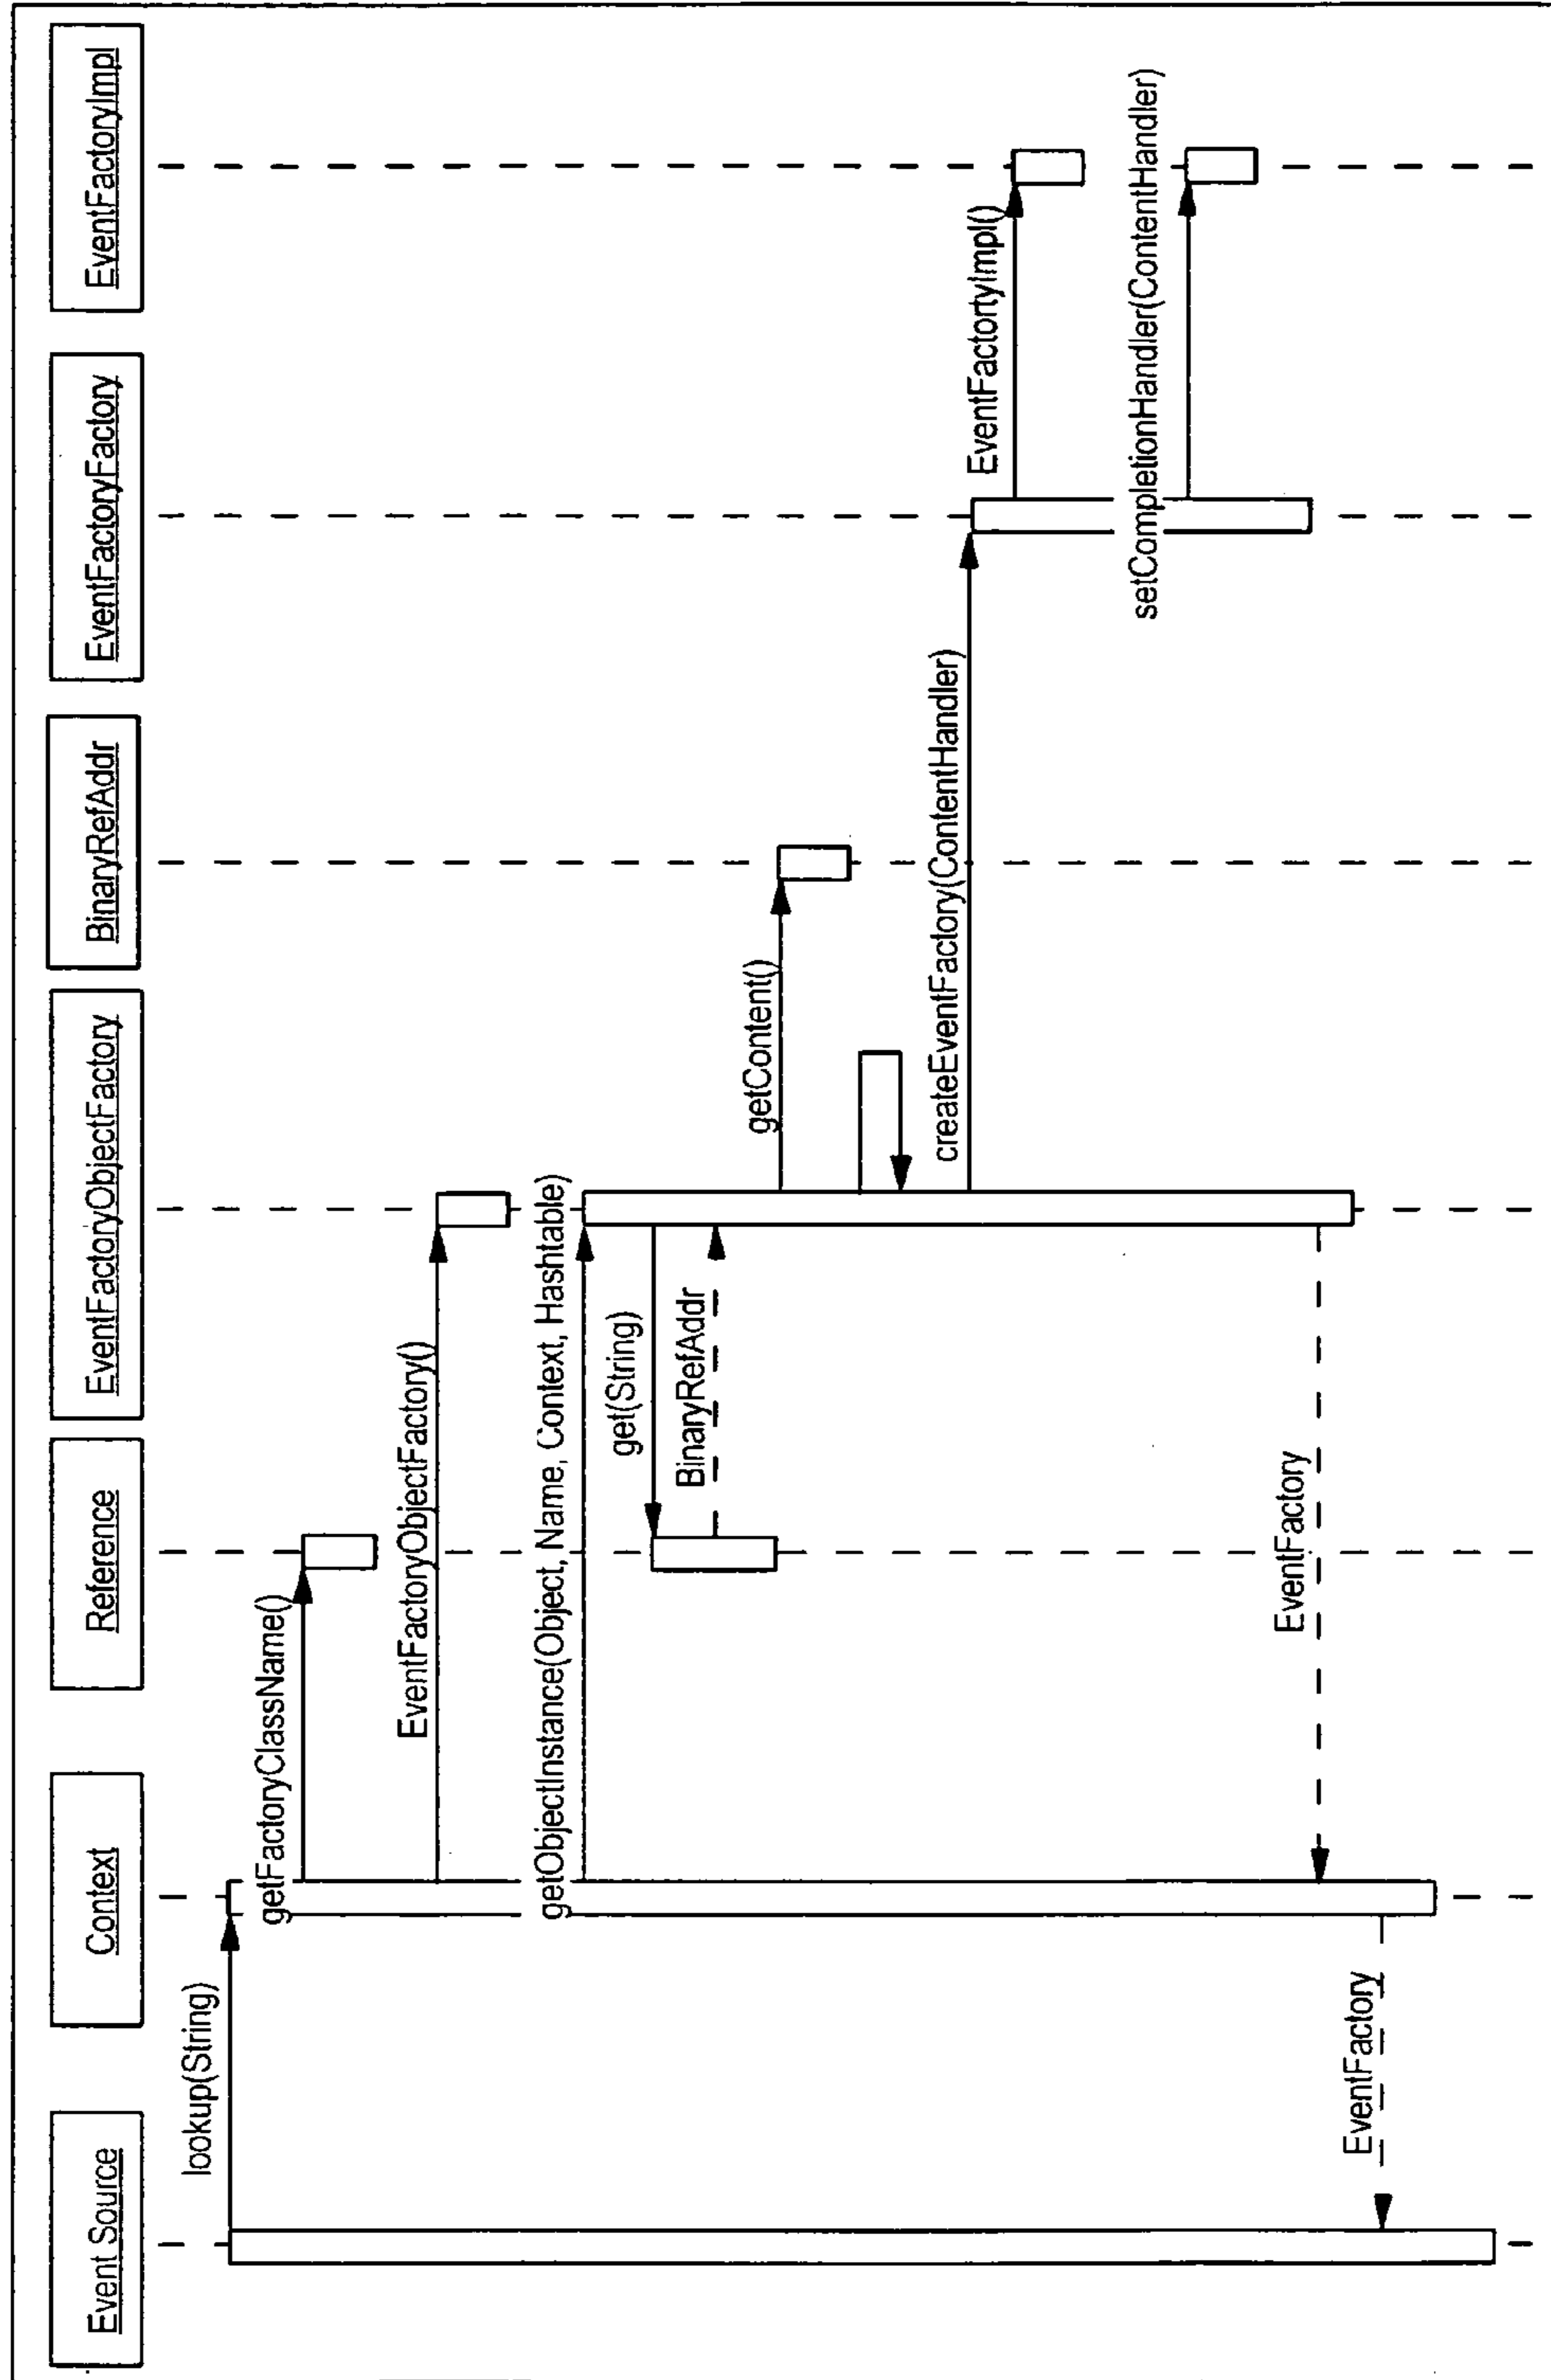 Event Source
Context
Reference
EventFactoryObjectFactory
BinaryRefAddr
EventFactoryFactory
EventFactoryImpl
lookup(String)
getFactoryClassName()
EventFactoryObjectFactory()
getObjectInstance(Object, Name, Context, Hashtable)
get(String)
BinaryRefAddr
getContent()
createEventFactory(ContentHandler)
EventFactortyImpl()
setCompletionHandler(ContentHandler)
EventFactory
EventFactory